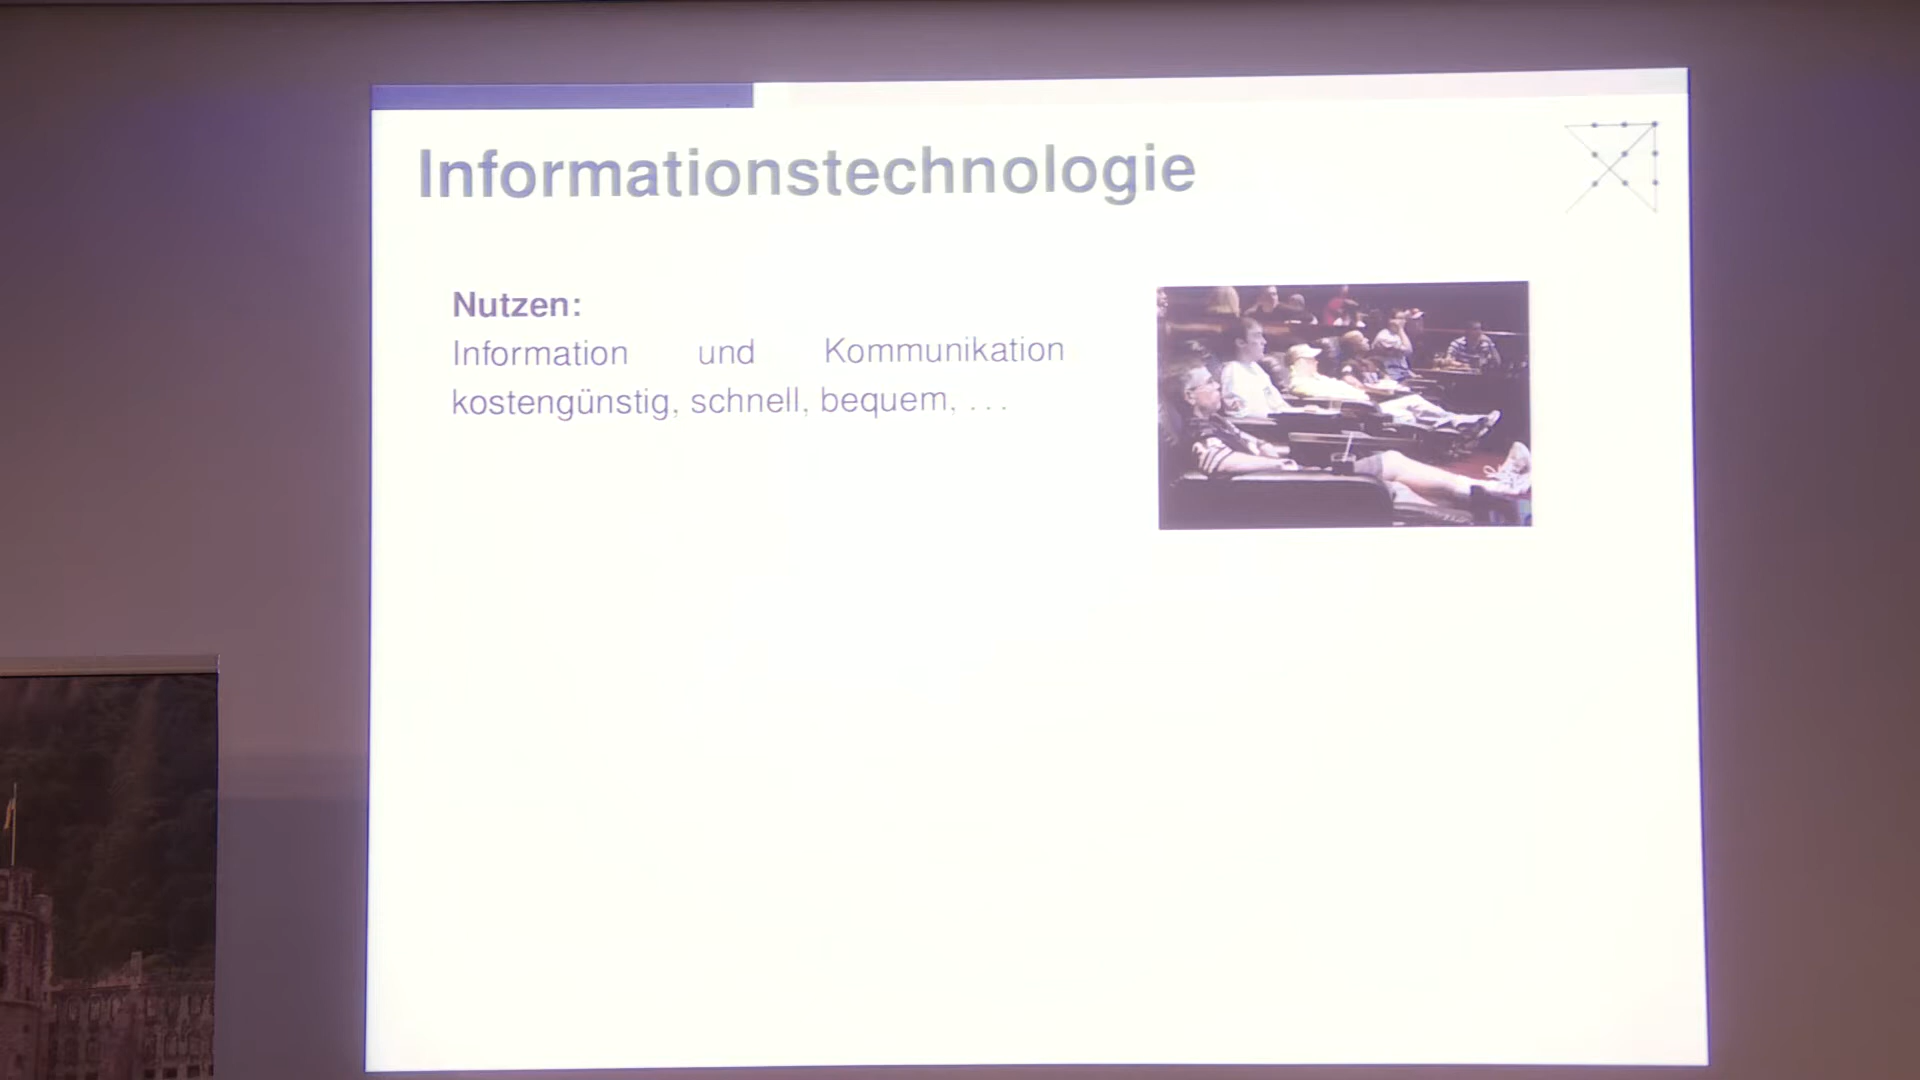 Informationstechnologie
Nutzen:
Information und Kommunikation
kostengünstig, schnell, bequem, ...